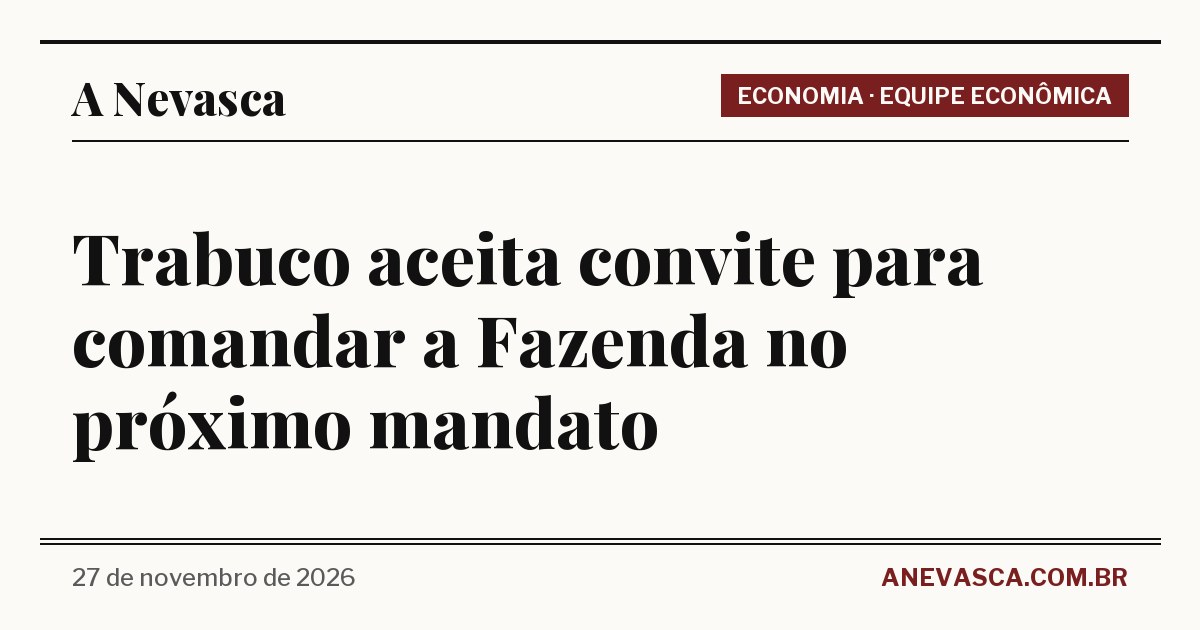 A Nevasca
ECONOMIA · EQUIPE ECONÔMICA
Trabuco aceita convite para
comandar a Fazenda no
próximo mandato
27 de novembro de 2026
ANEVASCA.COM.BR